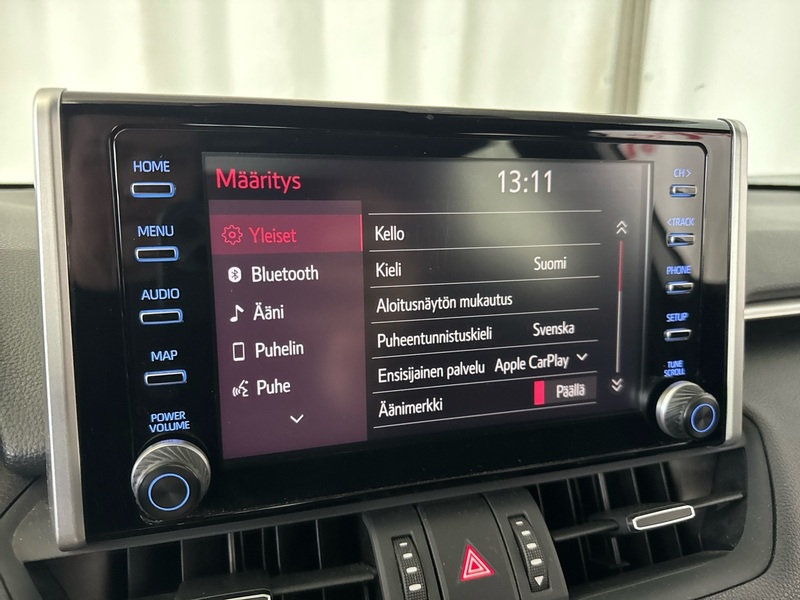 HOME
MENU
AUDIO
MAP
POWER
VOLUME
Määritys
13:11
Yleiset
Bluetooth
Ääni
Puhelin
Puhe
Kello
Kieli Suomi
Aloitusnäytön mukautus
Puheentunnistuskieli Svenska
Ensisijainen palvelu Apple CarPlay
Äänimerkki Päällä
CH >
< TRACK
PHONE
SETUP
TUNE
SCROLL